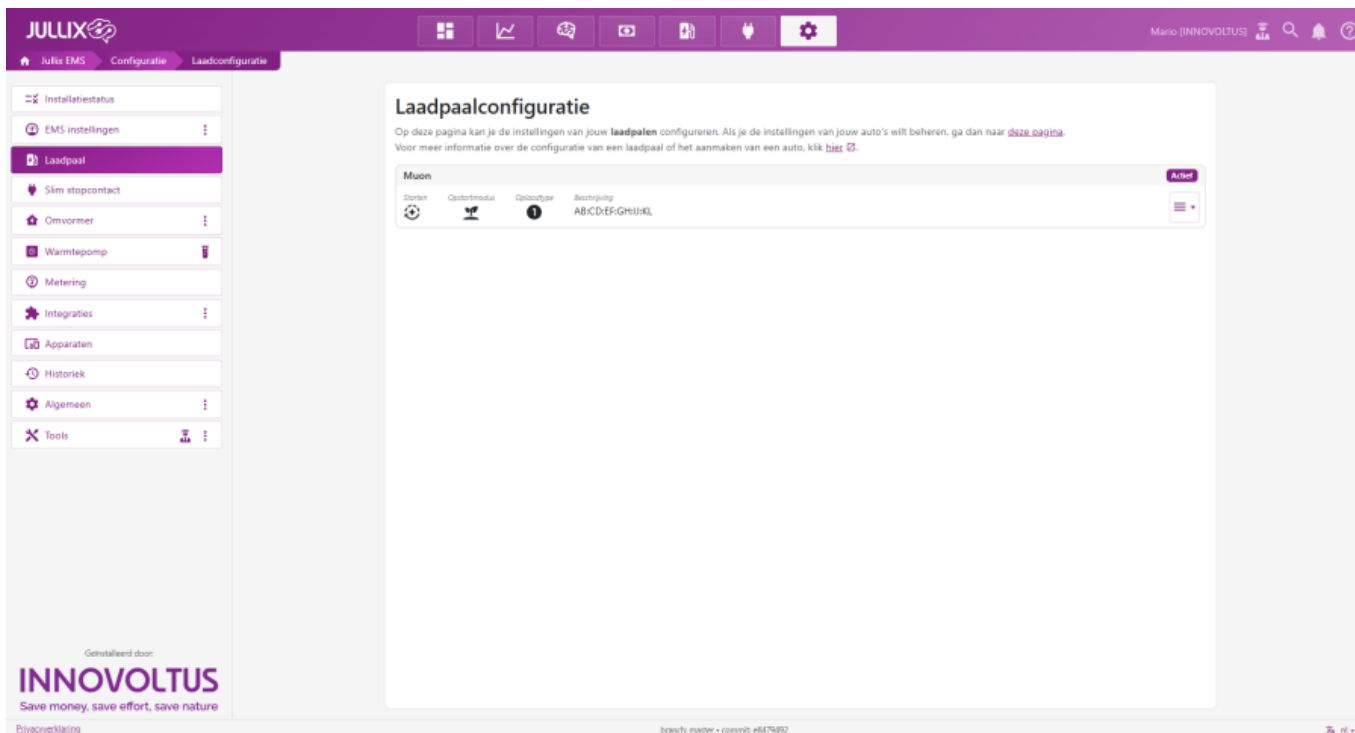 JULLIX
Mario [INNOVOLTUS]
Jullix EMS Configuratie Laadconfiguratie
Installatiestatus
EMS instellingen
Laadpaal
Slim stopcontact
Omvormer
Warmtepomp
Metering
Integraties
Apparaten
Historiek
Algemeen
Tools
Geïnstalleerd door:
INNOVOLTUS
Save money, save effort, save nature
Laadpaalconfiguratie
Op deze pagina kan je de instellingen van jouw laadpalen configureren. Als je de instellingen van jouw auto's wilt beheren, ga dan naar deze pagina.
Voor meer informatie over de configuratie van een laadpaal of het aanmaken van een auto, klik hier.
Muon Actief
Starten Opstartmodus Oplaadtype Beschrijving
1 AB:CD:EF:GH:IJ:KL
Privacyverklaring branch: master • commit: e6479492 nl